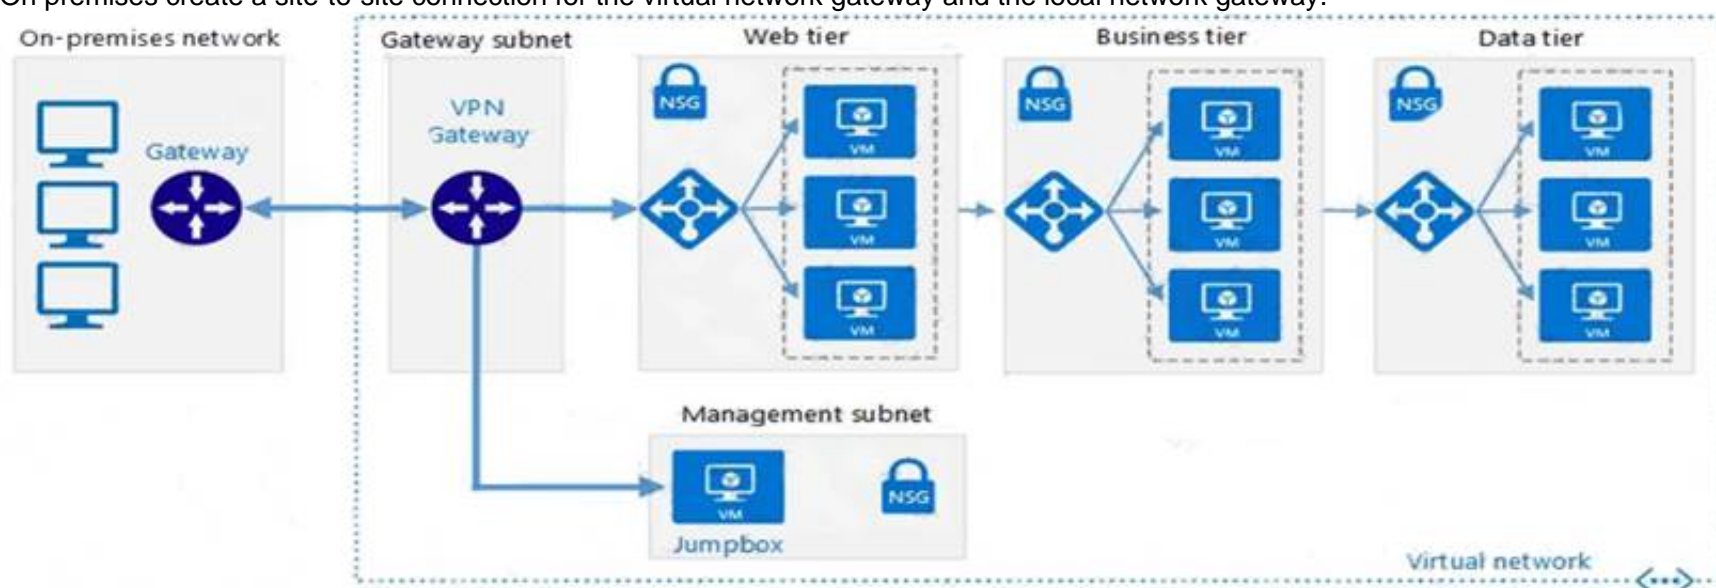 On premises create a site-to-site connection for the virtual network gateway and the local network gateway.
On-premises network
Gateway subnet
Web tier
Business tier
Data tier
Gateway
VPN
Gateway
NSG
VM
VM
VM
NSG
VM
VM
VM
NSG
VM
VM
VM
Management subnet
VM
Jumpbox
NSG
Virtual network